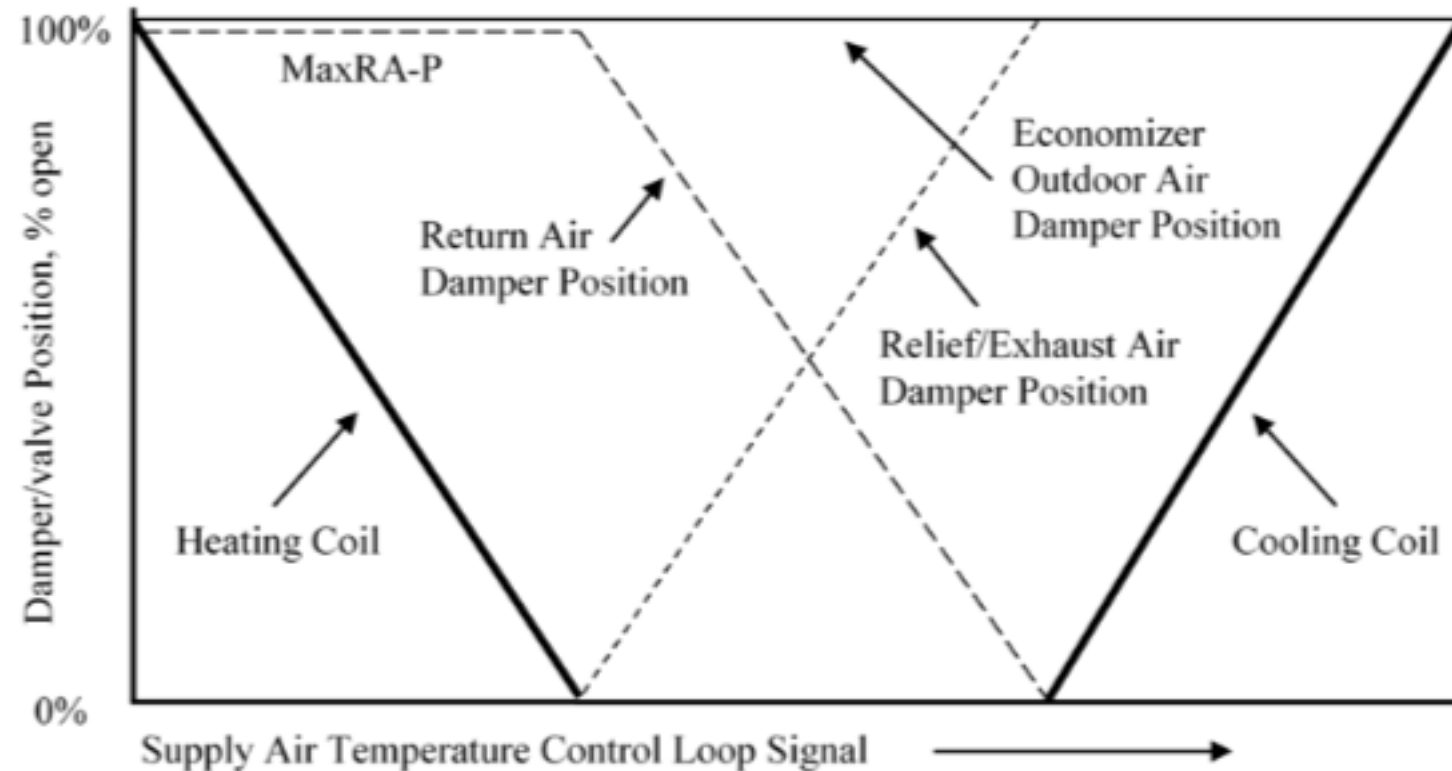 100%
MaxRA-P
Economizer
Outdoor Air
Damper Position
Return Air
Damper Position
Relief/Exhaust Air
Damper Position
Heating Coil
Cooling Coil
Damper/valve Position, % open
0%
Supply Air Temperature Control Loop Signal